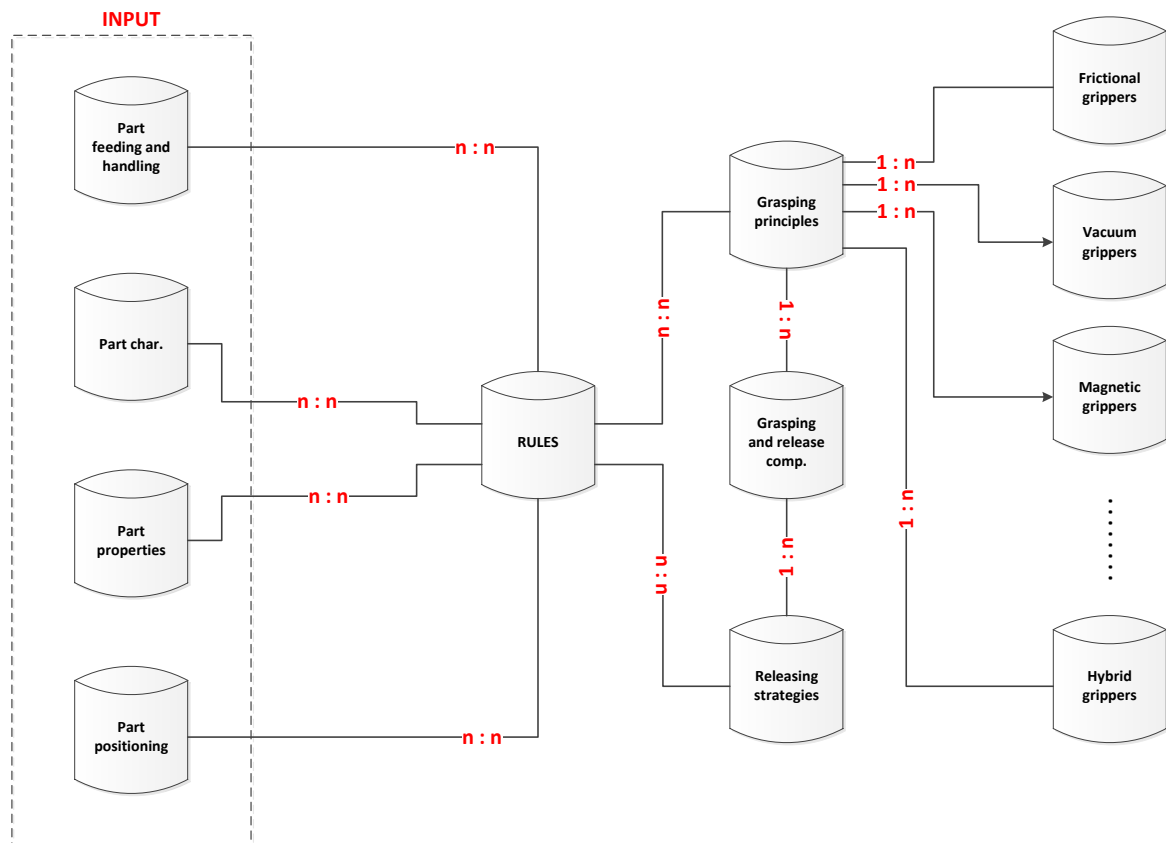 INPUT
Part
feeding and
handling
n : n
Part char.
n : n
Part
properties
n : n
Part
positioning
n : n
RULES
n : n
n : n
Grasping
principles
1 : n
Grasping
and release
comp.
1 : n
Releasing
strategies
1 : n
1 : n
1 : n
1 : n
Frictional
grippers
Vacuum
grippers
Magnetic
grippers
Hybrid
grippers